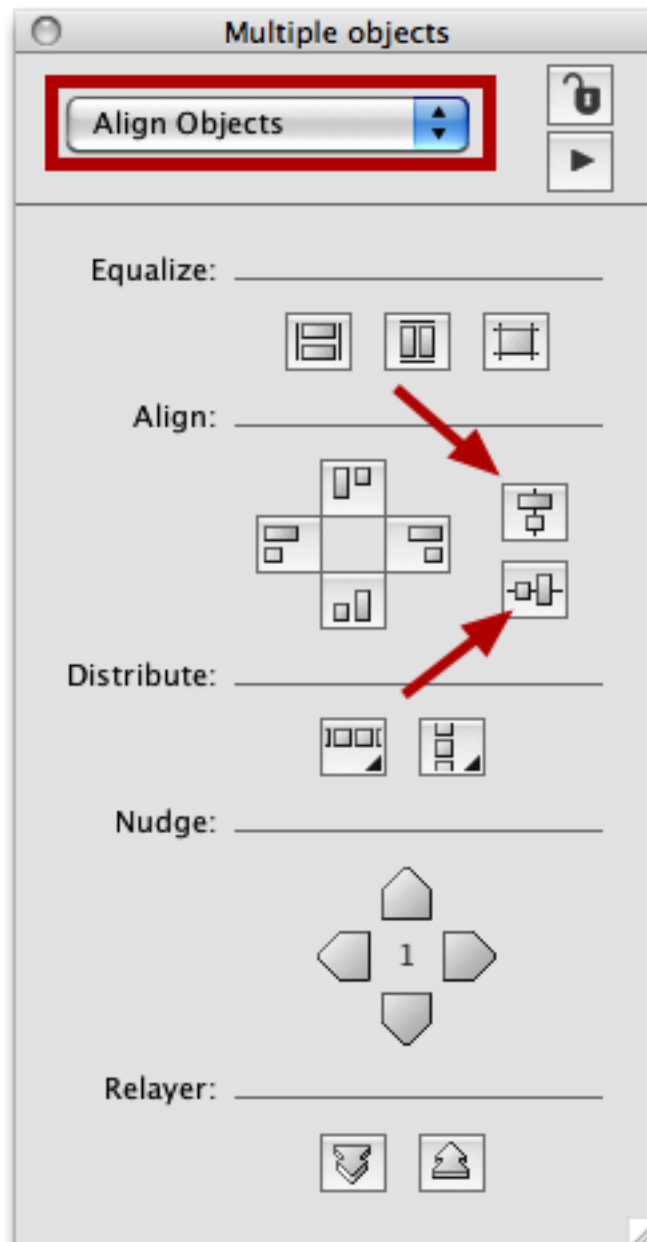 Multiple objects
Align Objects
Equalize:
Align:
Distribute:
Nudge:
1
Relayer: